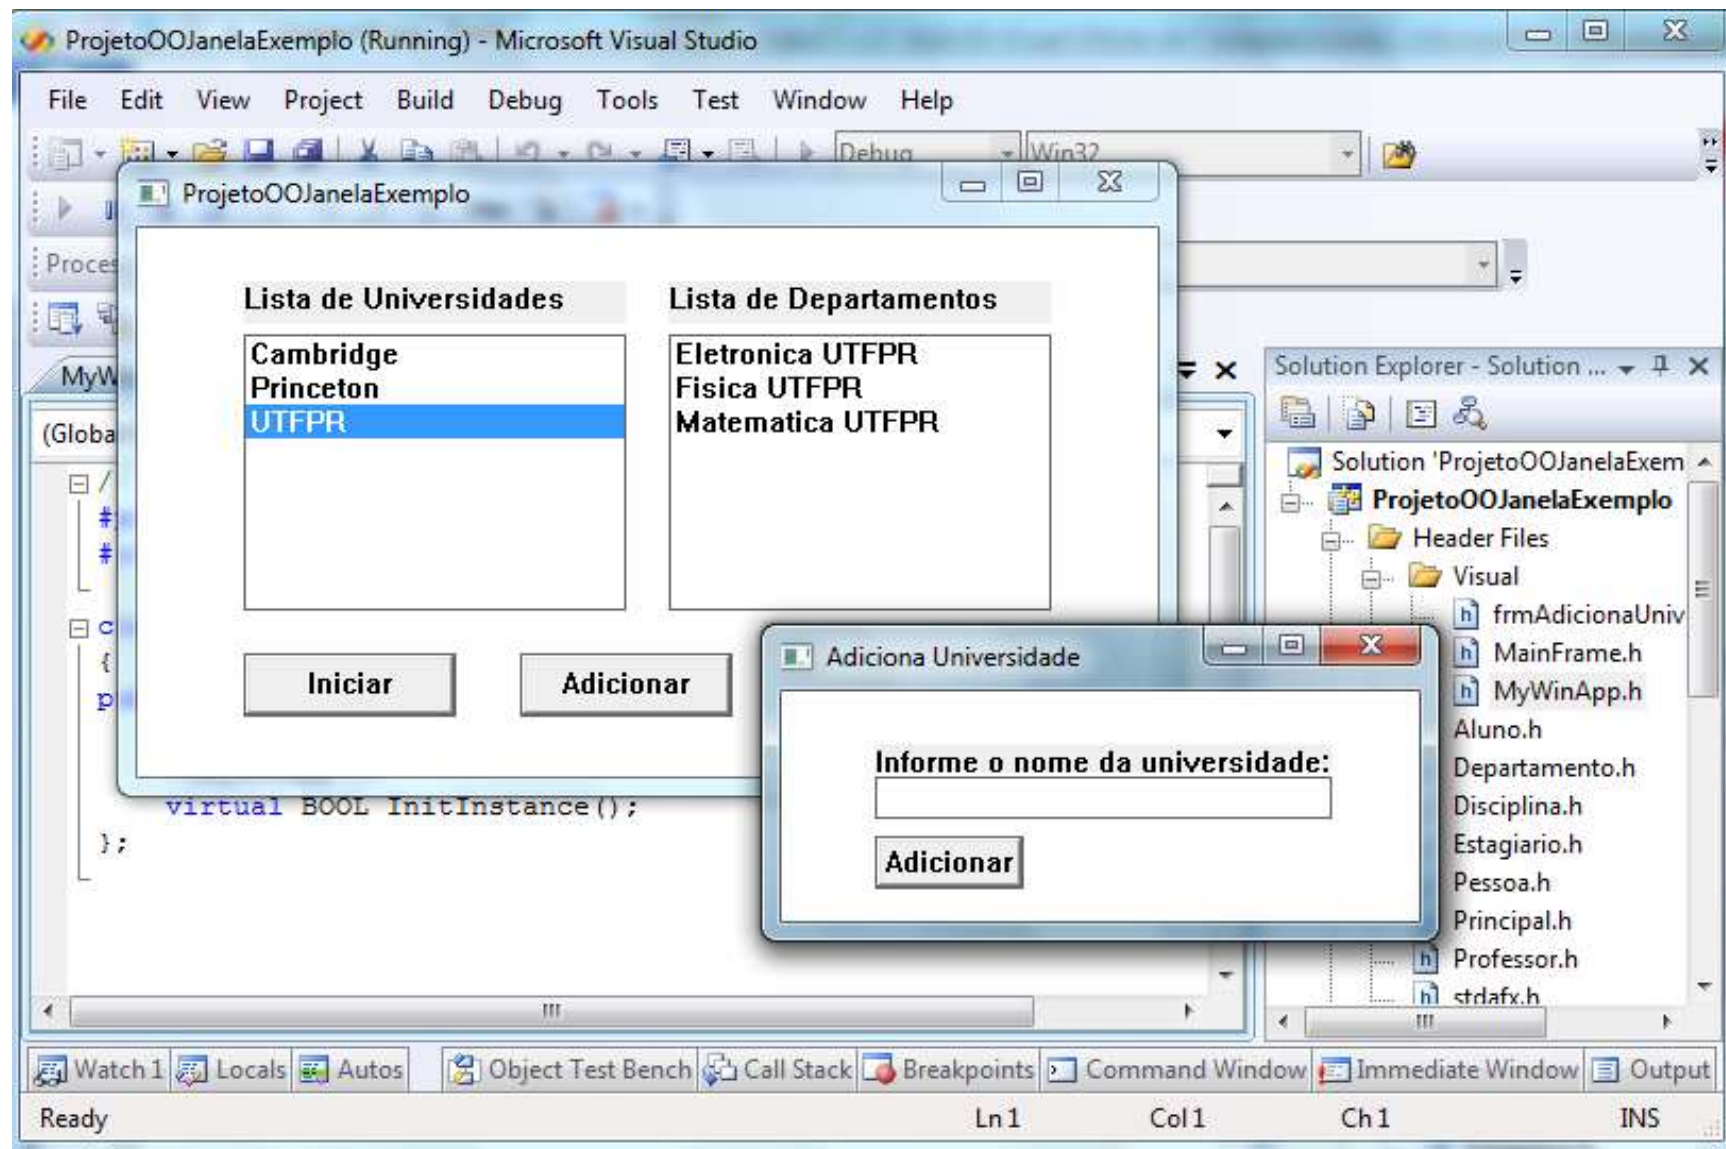 ProjetoOOJanelaExemplo (Running) - Microsoft Visual Studio
File Edit View Project Build Debug Tools Test Window Help
Debug Win32
ProjetoOOJanelaExemplo
Lista de Universidades
Cambridge
Princeton
UTFPR
Lista de Departamentos
Eletronica UTFPR
Fisica UTFPR
Matematica UTFPR
Iniciar
Adicionar
Adiciona Universidade
Informe o nome da universidade:
Adicionar
virtual BOOL InitInstance();
};
Solution Explorer - Solution ...
Solution 'ProjetoOOJanelaExem
ProjetoOOJanelaExemplo
Header Files
Visual
frmAdicionaUniv
MainFrame.h
MyWinApp.h
Aluno.h
Departamento.h
Disciplina.h
Estagiario.h
Pessoa.h
Principal.h
Professor.h
stdafx.h
Watch 1 Locals Autos Object Test Bench Call Stack Breakpoints Command Window Immediate Window Output
Ready Ln 1 Col 1 Ch 1 INS